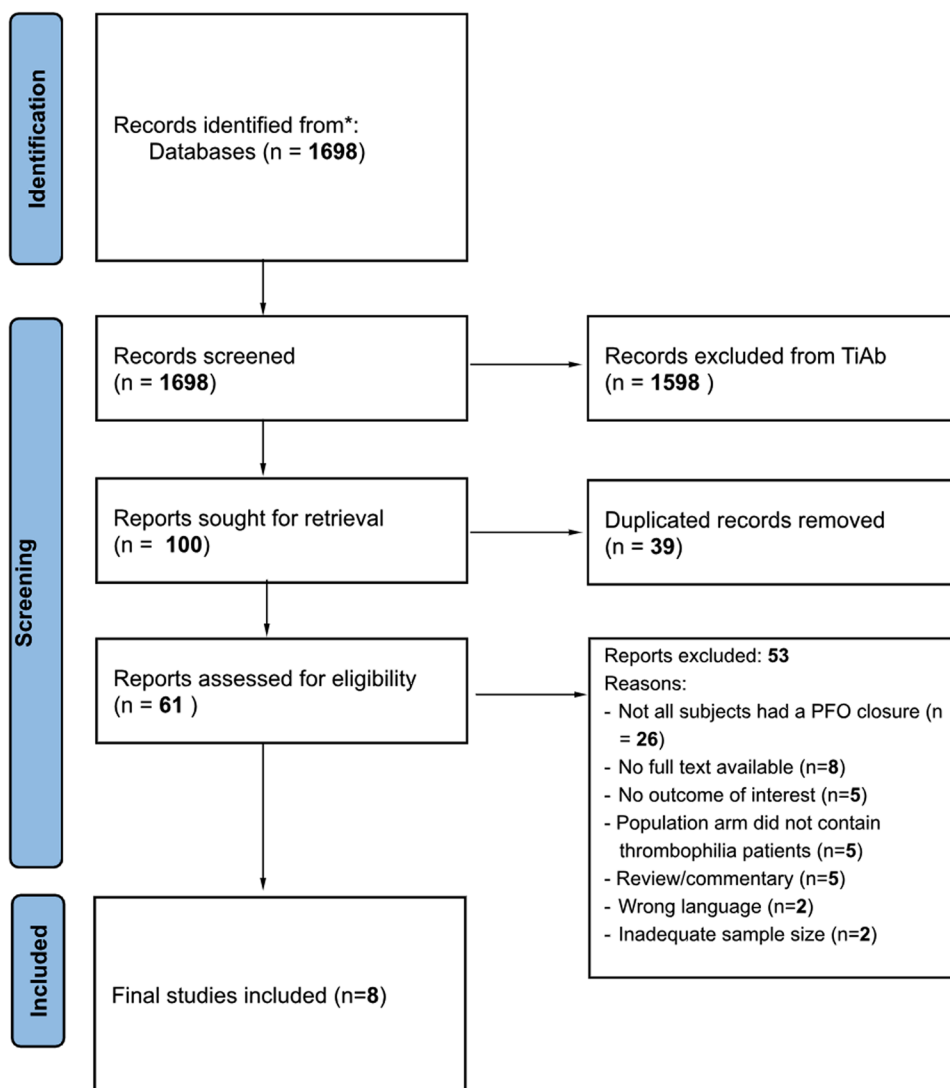 Identification
Records identified from*:
Databases (n = 1698)
Screening
Records screened
(n = 1698)
Records excluded from TiAb
(n = 1598 )
Reports sought for retrieval
(n = 100)
Duplicated records removed
(n = 39)
Reports assessed for eligibility
(n = 61 )
Reports excluded: 53
Reasons:
- Not all subjects had a PFO closure (n
= 26)
- No full text available (n=8)
- No outcome of interest (n=5)
- Population arm did not contain
thrombophilia patients (n=5)
- Review/commentary (n=5)
- Wrong language (n=2)
- Inadequate sample size (n=2)
Included
Final studies included (n=8)